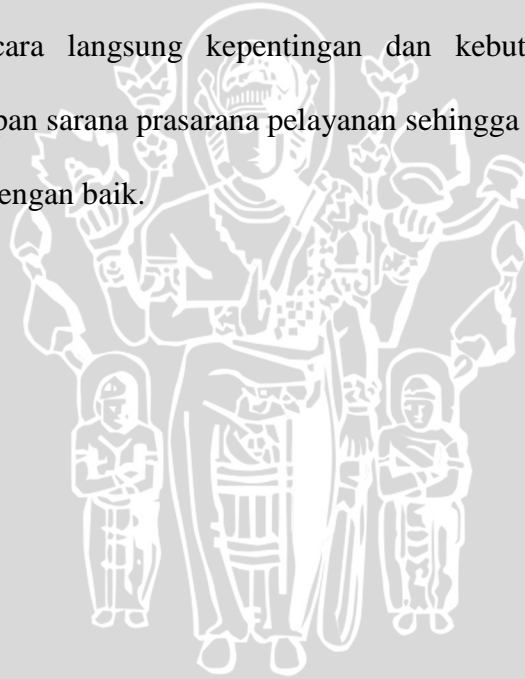 cara langsung kepentingan dan kebut
pan sarana prasarana pelayanan sehingga
engan baik.